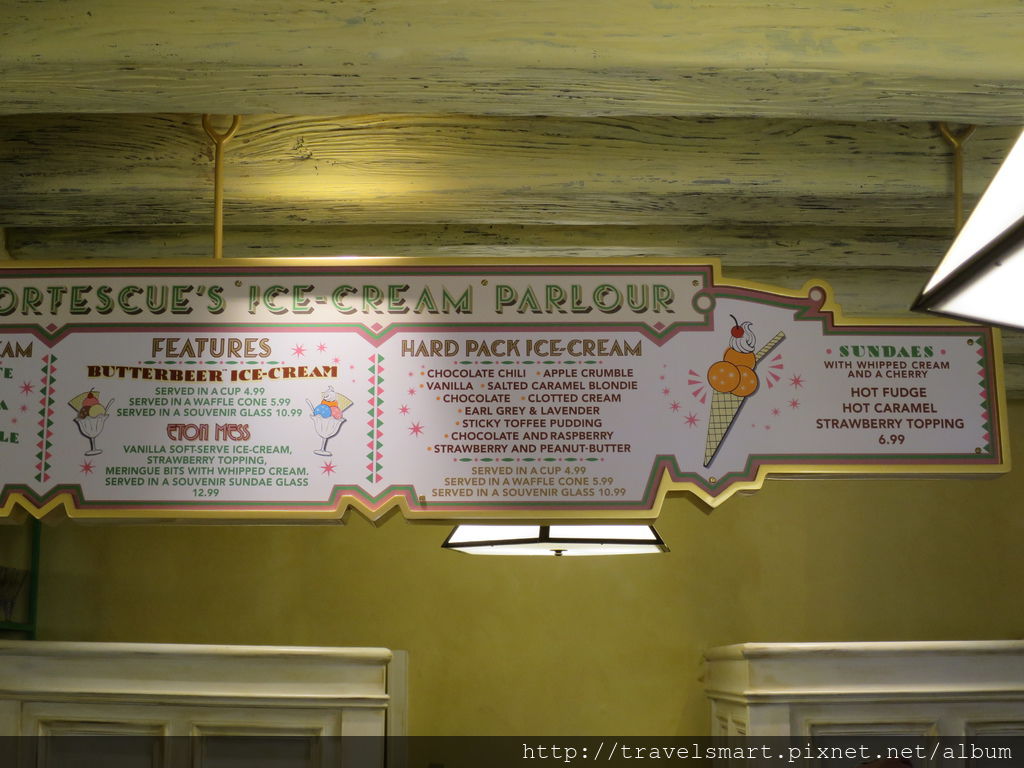 ORTESCUE'S ICE-CREAM PARLOUR
FEATURES
BUTTERBEER ICE-CREAM
SERVED IN A CUP 4.99
SERVED IN A WAFFLE CONE 5.99
SERVED IN A SOUVENIR GLASS 10.99
ETON MESS
VANILLA SOFT-SERVE ICE-CREAM,
STRAWBERRY TOPPING,
MERINGUE BITS WITH WHIPPED CREAM.
SERVED IN A SOUVENIR SUNDAE GLASS
12.99
HARD PACK ICE-CREAM
• CHOCOLATE CHILI • APPLE CRUMBLE
• VANILLA • SALTED CARAMEL BLONDIE
• CHOCOLATE • CLOTTED CREAM
• EARL GREY & LAVENDER
• STICKY TOFFEE PUDDING
• CHOCOLATE AND RASPBERRY
• STRAWBERRY AND PEANUT-BUTTER
SERVED IN A CUP 4.99
SERVED IN A WAFFLE CONE 5.99
SERVED IN A SOUVENIR GLASS 10.99
• SUNDAES •
WITH WHIPPED CREAM
AND A CHERRY
HOT FUDGE
HOT CARAMEL
STRAWBERRY TOPPING
6.99
http://travelsmart.pixnet.net/album